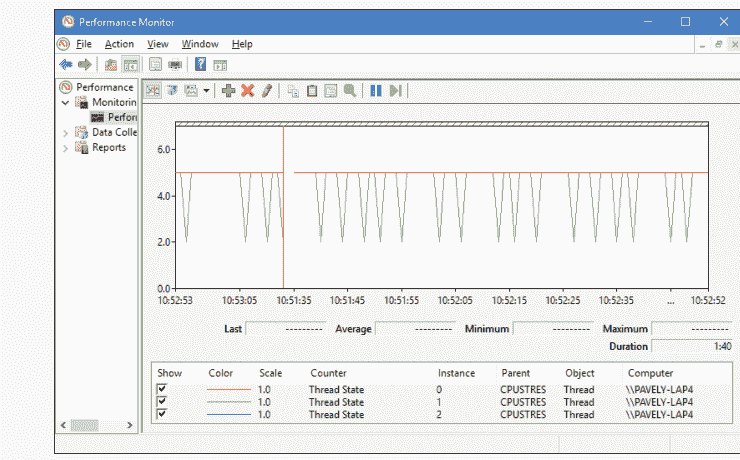 Performance Monitor
File Action View Window Help
Performance
Monitorin
Perforn
Data Colle
Reports
6.0
4.0
2.0
0.0
10:52:53 10:53:05 10:51:35 10:51:45 10:51:55 10:52:05 10:52:15 10:52:25 10:52:35 ... 10:52:52
Last --------- Average --------- Minimum --------- Maximum ---------
Duration 1:40
Show Color Scale Counter Instance Parent Object Computer
1.0 Thread State 0 CPUSTRES Thread \\PAVELY-LAP4
1.0 Thread State 1 CPUSTRES Thread \\PAVELY-LAP4
1.0 Thread State 2 CPUSTRES Thread \\PAVELY-LAP4